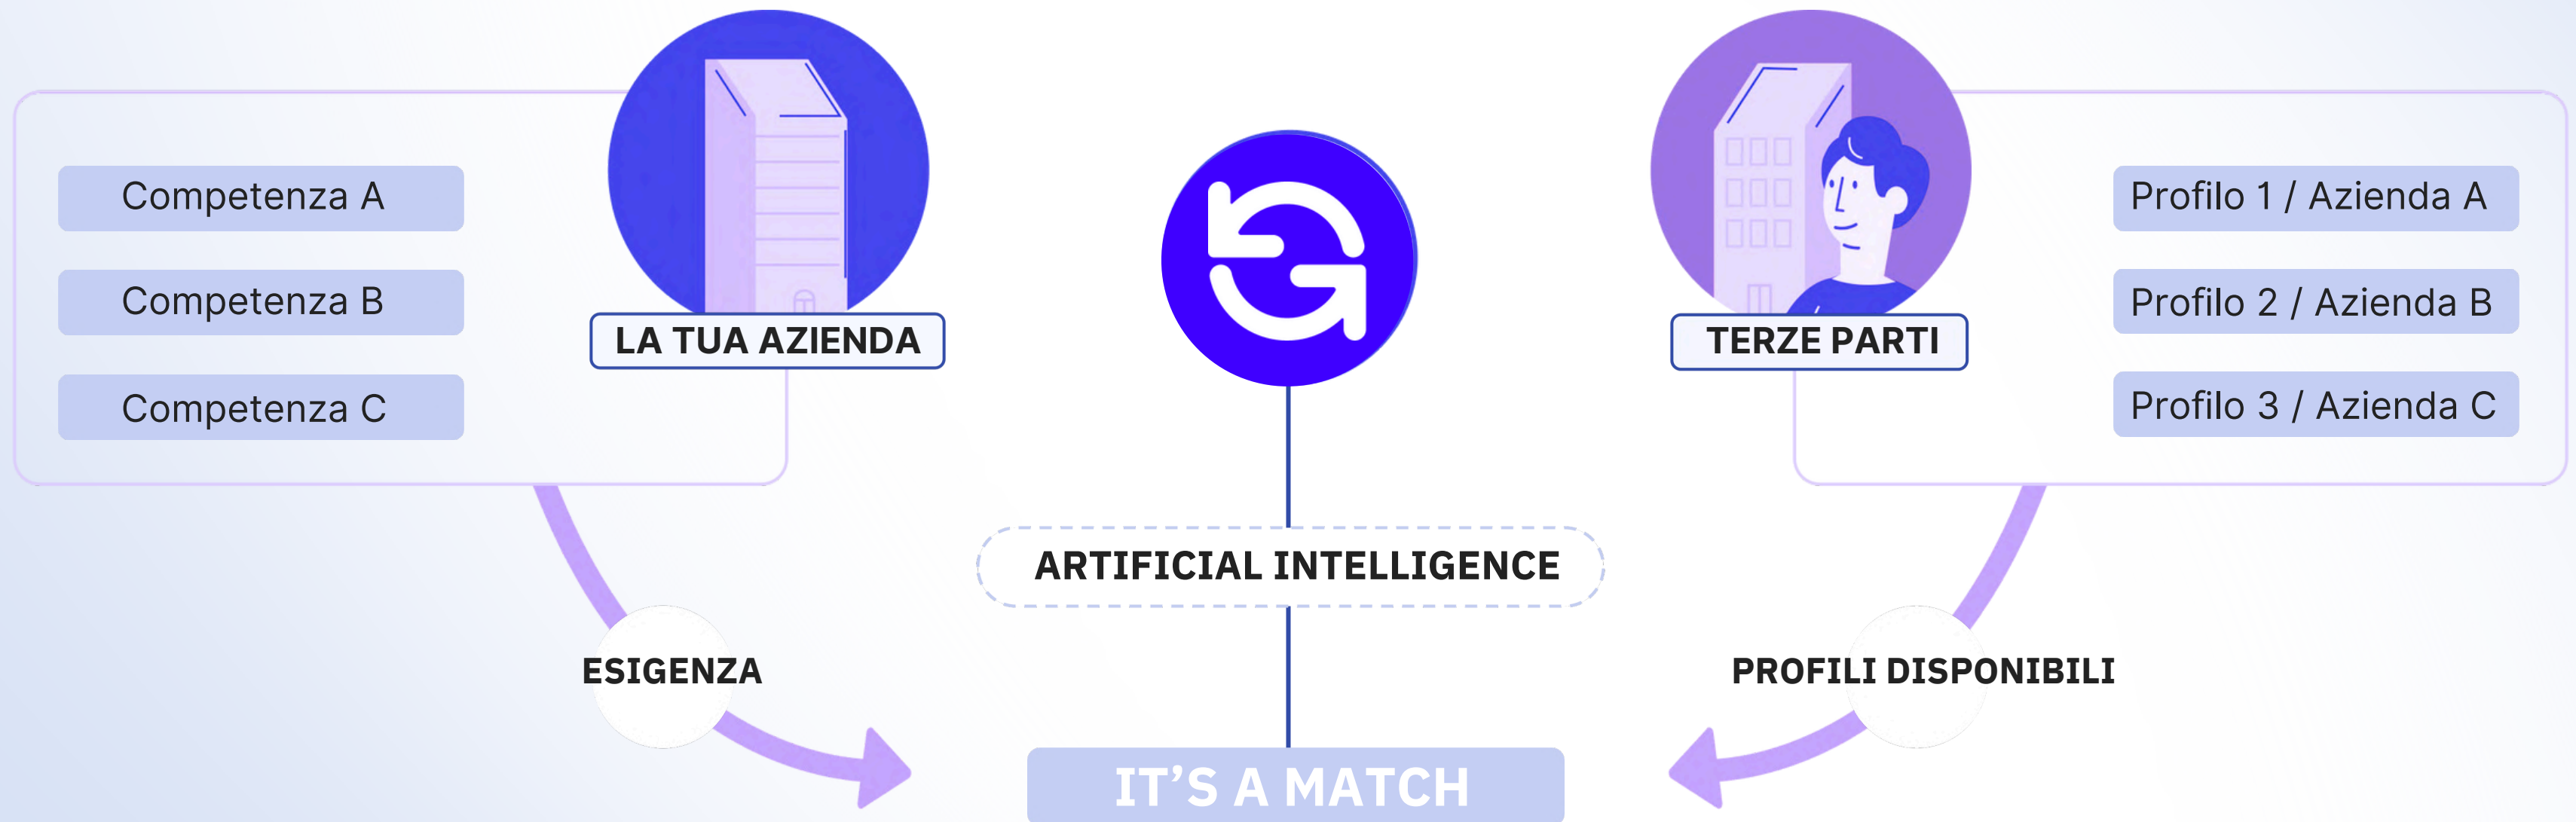 Competenza A
Competenza B
Competenza C
LA TUA AZIENDA
TERZE PARTI
Profilo 1 / Azienda A
Profilo 2 / Azienda B
Profilo 3 / Azienda C
ARTIFICIAL INTELLIGENCE
ESIGENZA
PROFILI DISPONIBILI
IT’S A MATCH